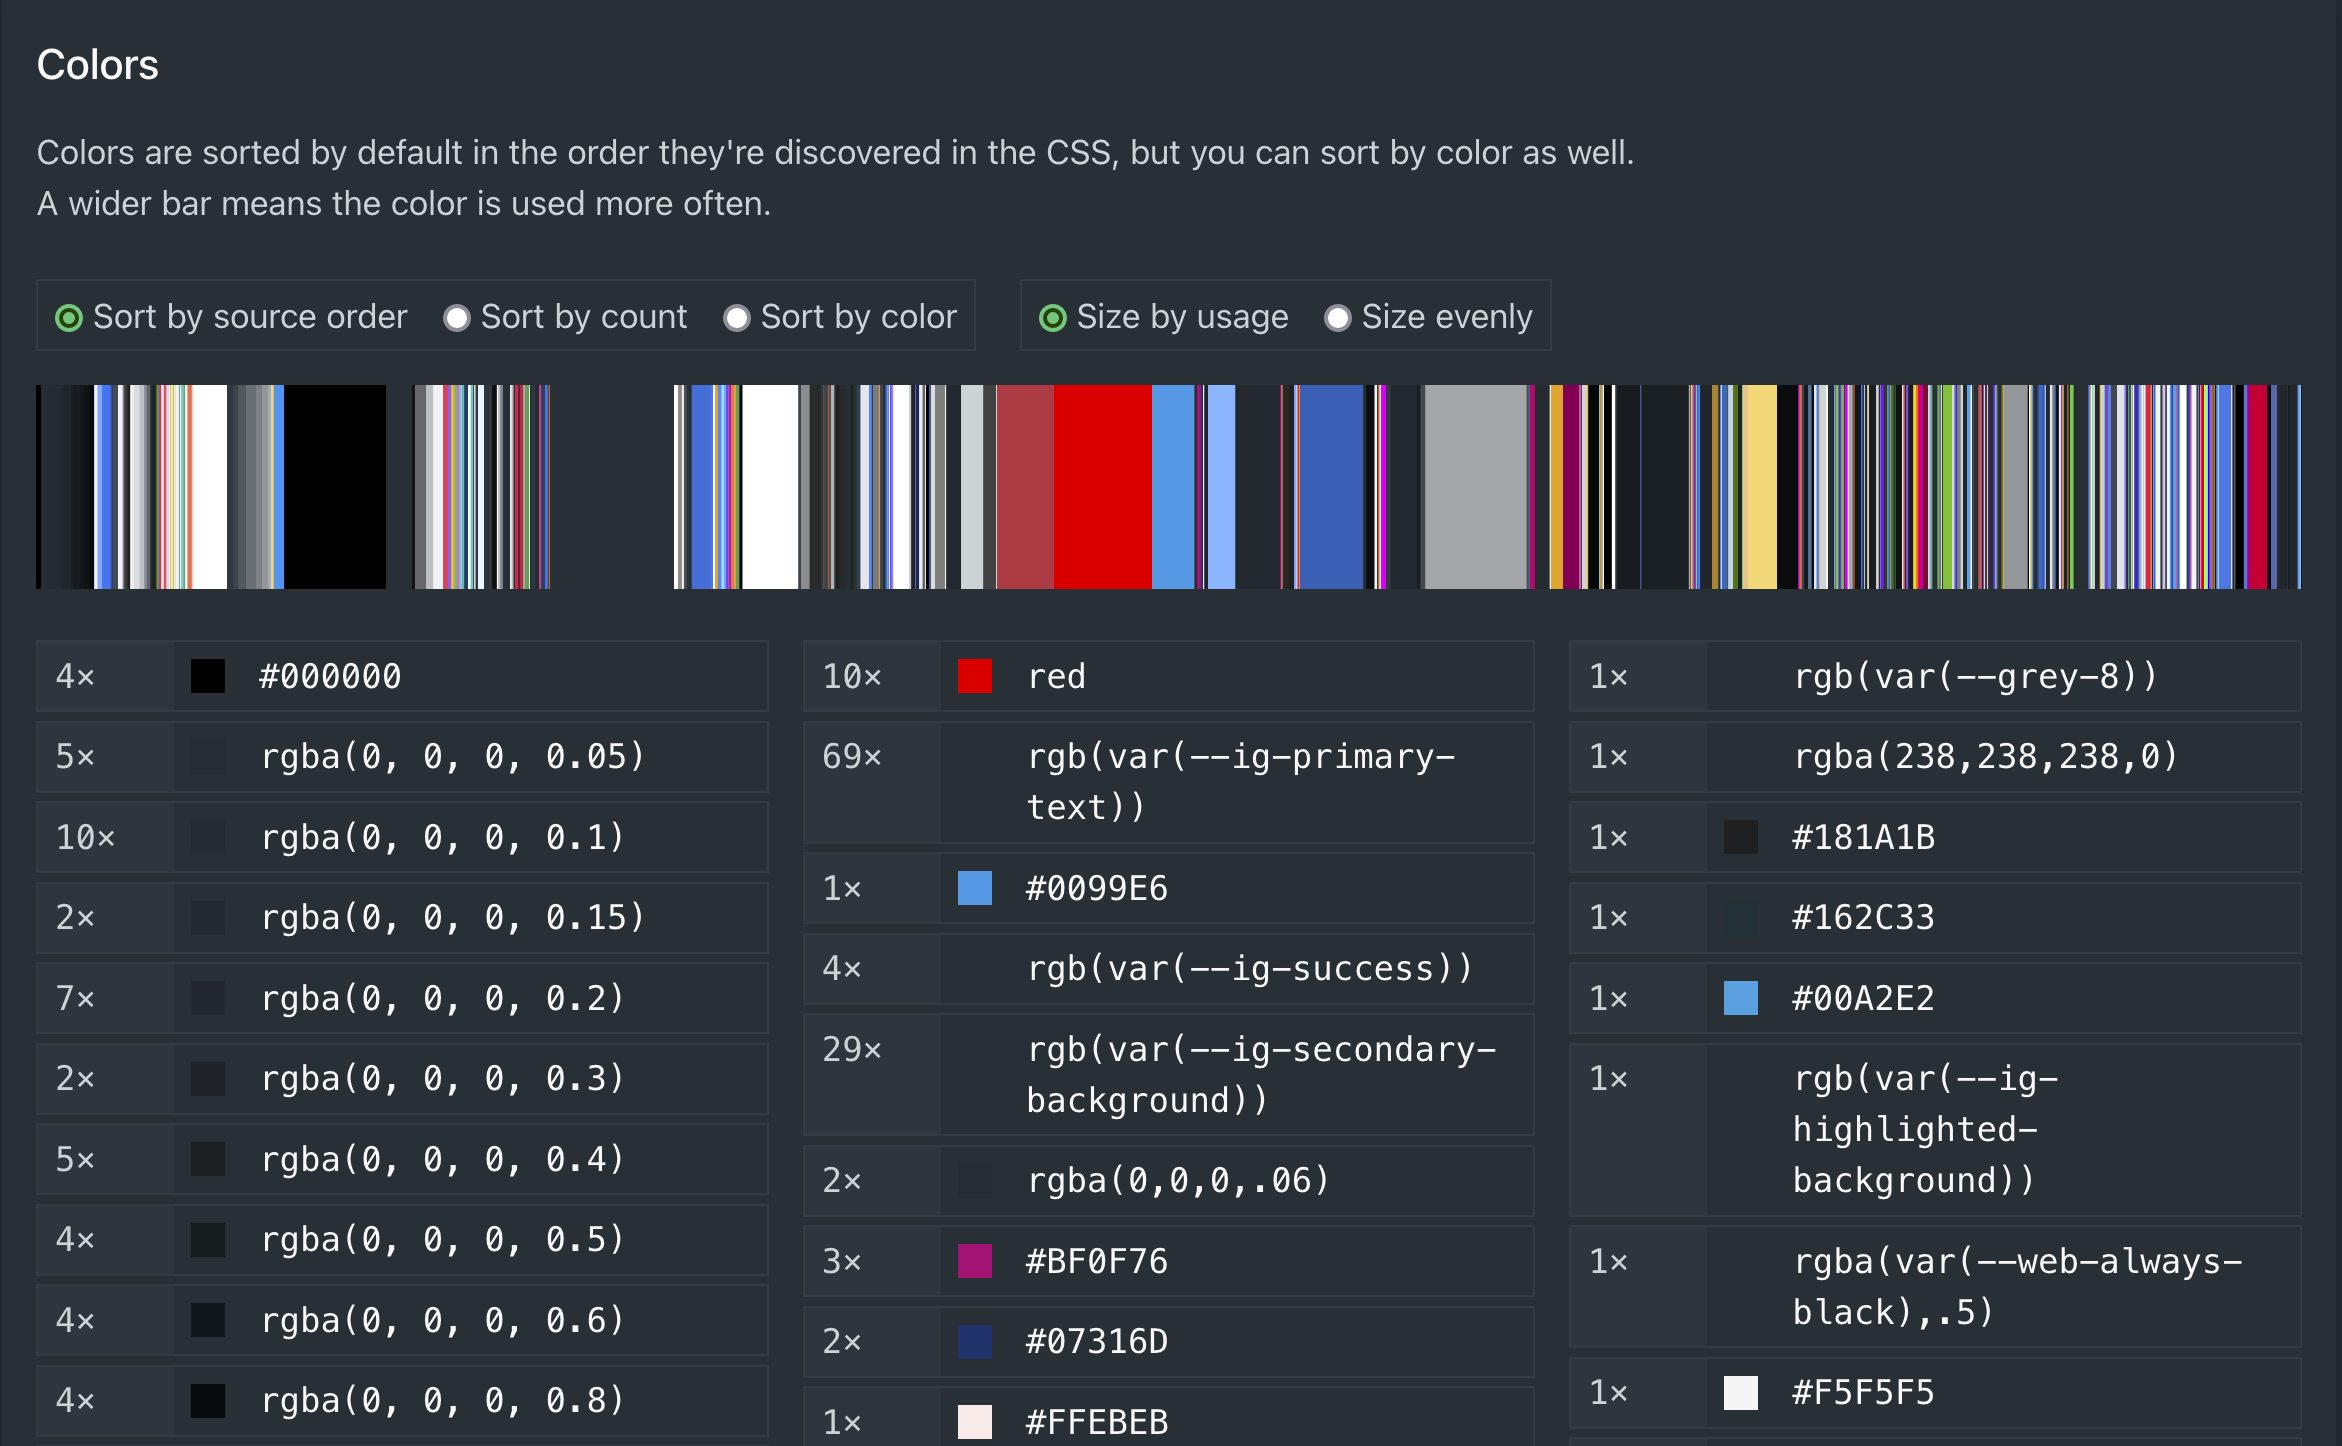 Colors
Colors are sorted by default in the order they're discovered in the CSS, but you can sort by color as well.
A wider bar means the color is used more often.
Sort by source order Sort by count Sort by color Size by usage Size evenly
4× #000000
5× rgba(0, 0, 0, 0.05)
10× rgba(0, 0, 0, 0.1)
2× rgba(0, 0, 0, 0.15)
7× rgba(0, 0, 0, 0.2)
2× rgba(0, 0, 0, 0.3)
5× rgba(0, 0, 0, 0.4)
4× rgba(0, 0, 0, 0.5)
4× rgba(0, 0, 0, 0.6)
4× rgba(0, 0, 0, 0.8)
10× red
69× rgb(var(--ig-primary-
text))
1× #0099E6
4× rgb(var(--ig-success))
29× rgb(var(--ig-secondary-
background))
2× rgba(0,0,0,.06)
3× #BF0F76
2× #07316D
1× #FFEBEB
1× rgb(var(--grey-8))
1× rgba(238,238,238,0)
1× #181A1B
1× #162C33
1× #00A2E2
1× rgb(var(--ig-
highlighted-
background))
1× rgba(var(--web-always-
black),.5)
1× #F5F5F5